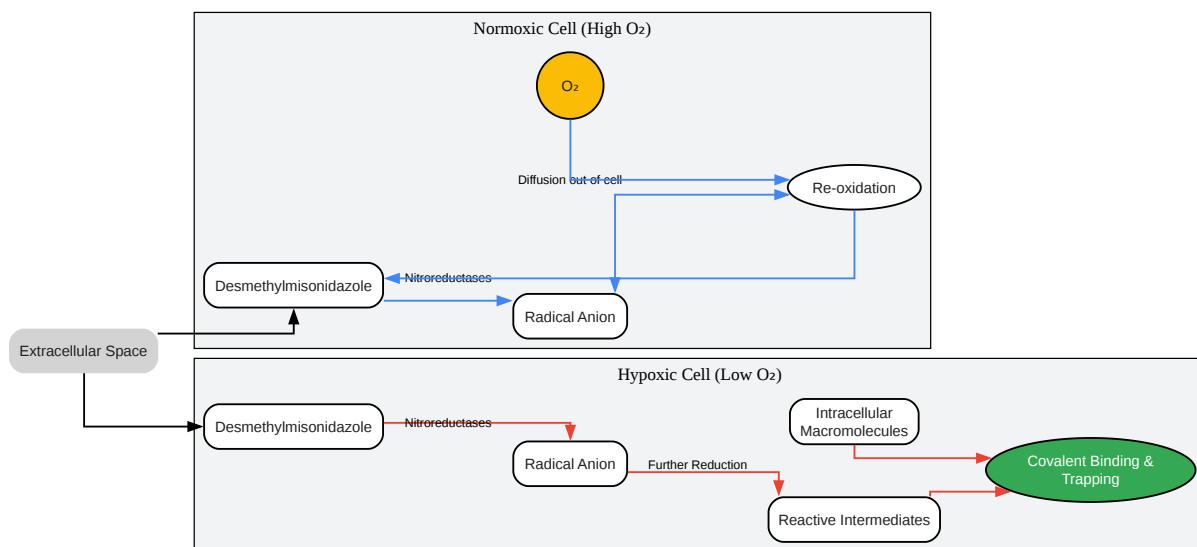 Normoxic Cell (High O₂)
O₂
Diffusion out of cell
Re-oxidation
Desmethylmisonidazole
Nitroreductases
Radical Anion
Extracellular Space
Hypoxic Cell (Low O₂)
Desmethylmisonidazole
Nitroreductases
Radical Anion
Further Reduction
Intracellular
Macromolecules
Covalent Binding &
Trapping
Reactive Intermediates